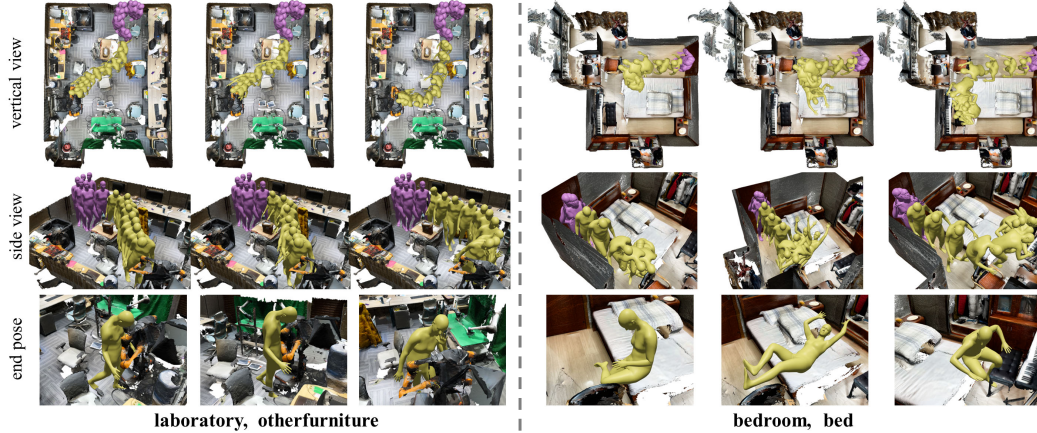 vertical view
side view
end pose
laboratory, otherfurniture
bedroom, bed